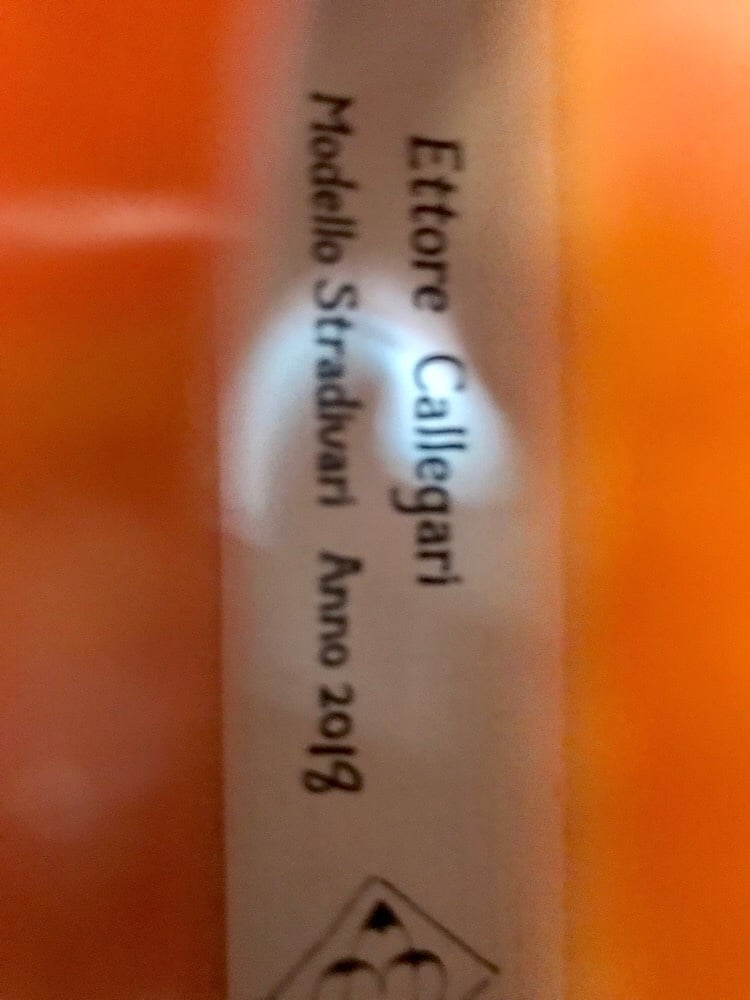 Ettore Callegari
Modello Stradivari Anno 2018